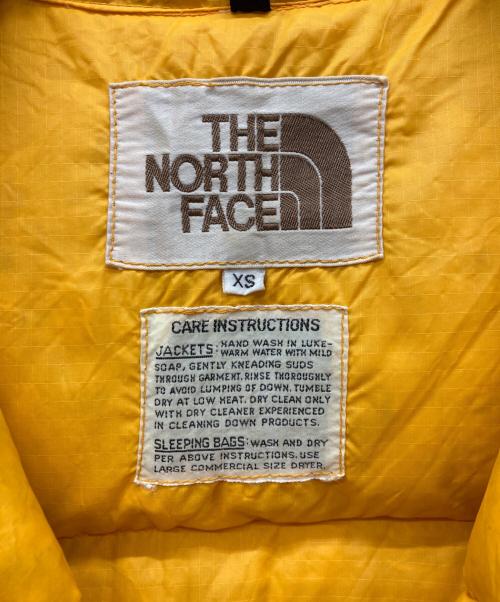 THE
NORTH
FACE
XS
CARE INSTRUCTIONS
JACKETS: HAND WASH IN LUKE-
WARM WATER WITH MILD
SOAP, GENTLY KNEADING SUDS
THROUGH GARMENT. RINSE THOROUGHLY
TO AVOID LUMPING OF DOWN. TUMBLE
DRY AT LOW HEAT. DRY CLEAN ONLY
WITH DRY CLEANER EXPERIENCED
IN CLEANING DOWN PRODUCTS.
SLEEPING BAGS: WASH AND DRY
PER ABOVE INSTRUCTIONS. USE
LARGE COMMERCIAL SIZE DRYER.